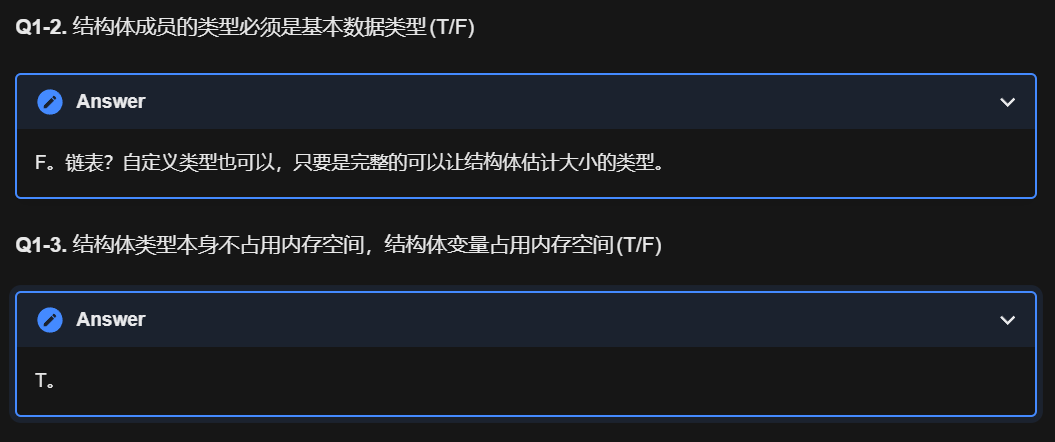 Q1-2. 结构体成员的类型必须是基本数据类型(T/F)
Answer
F。链表？自定义类型也可以，只要是完整的可以让结构体估计大小的类型。
Q1-3. 结构体类型本身不占用内存空间，结构体变量占用内存空间(T/F)
Answer
T。